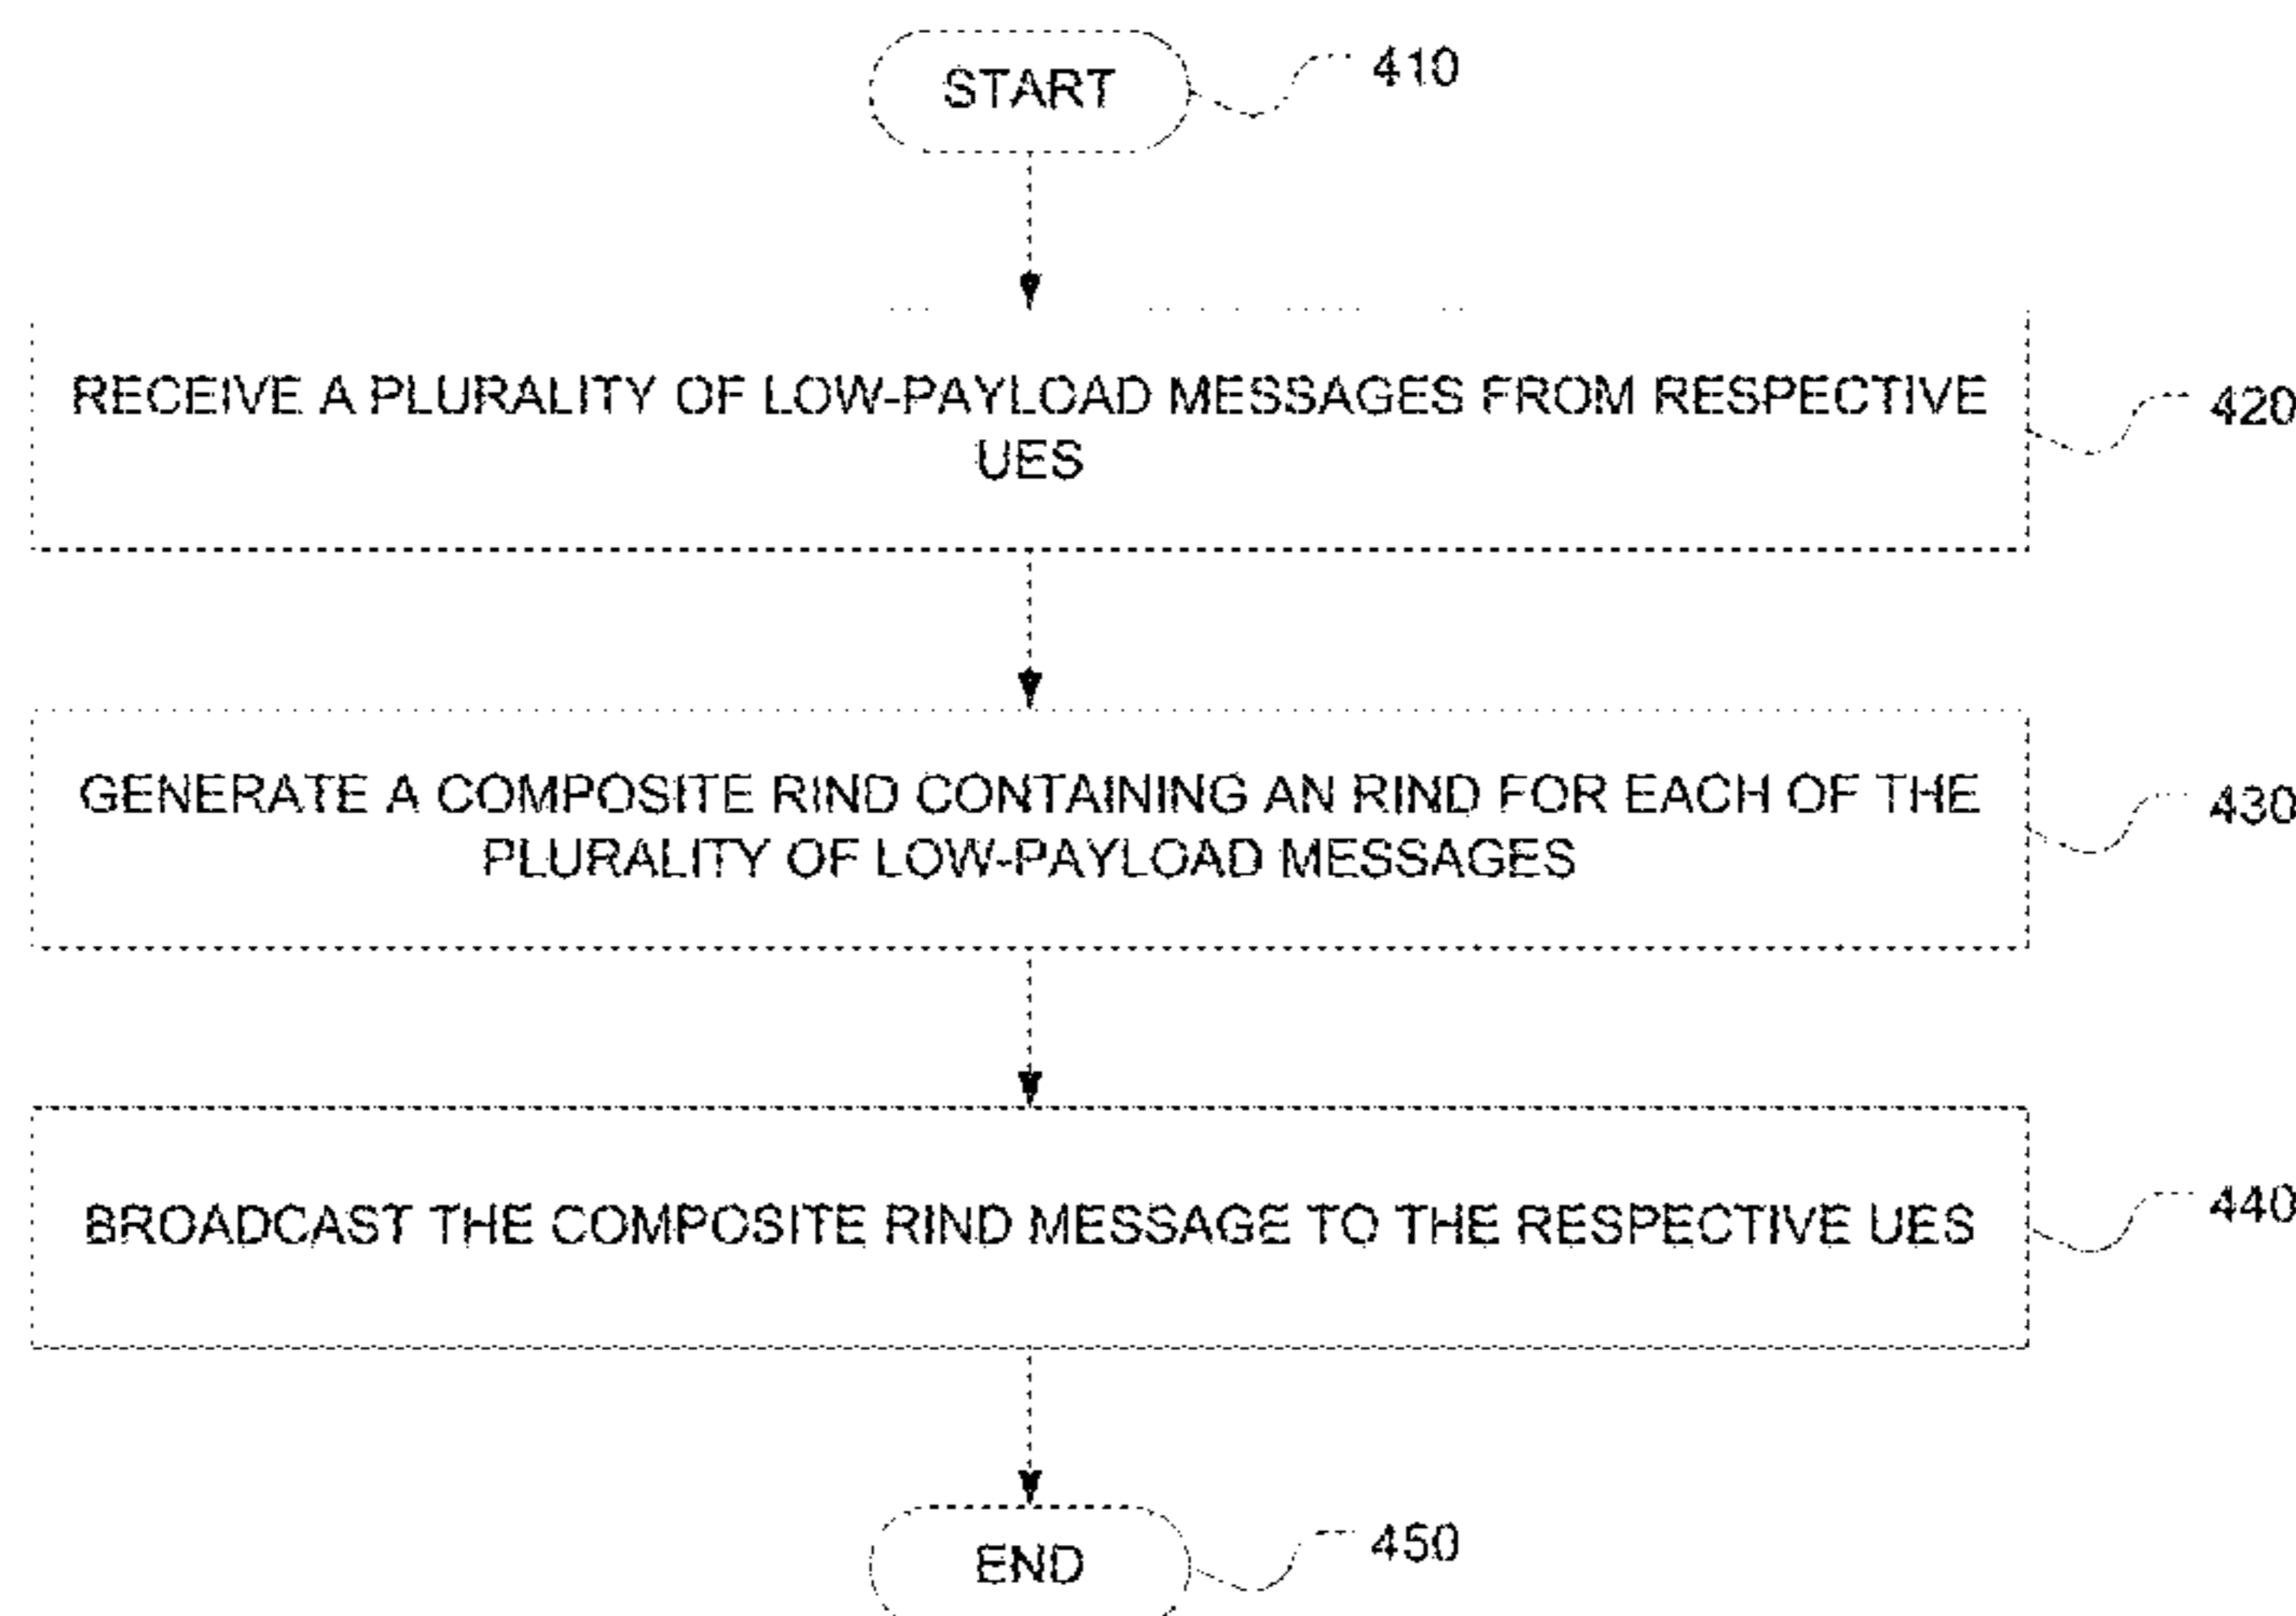 START
410
RECEIVE A PLURALITY OF LOW-PAYLOAD MESSAGES FROM RESPECTIVE
UES
420
GENERATE A COMPOSITE RIND CONTAINING AN RIND FOR EACH OF THE
PLURALITY OF LOW-PAYLOAD MESSAGES
430
BROADCAST THE COMPOSITE RIND MESSAGE TO THE RESPECTIVE UES
440
END
450